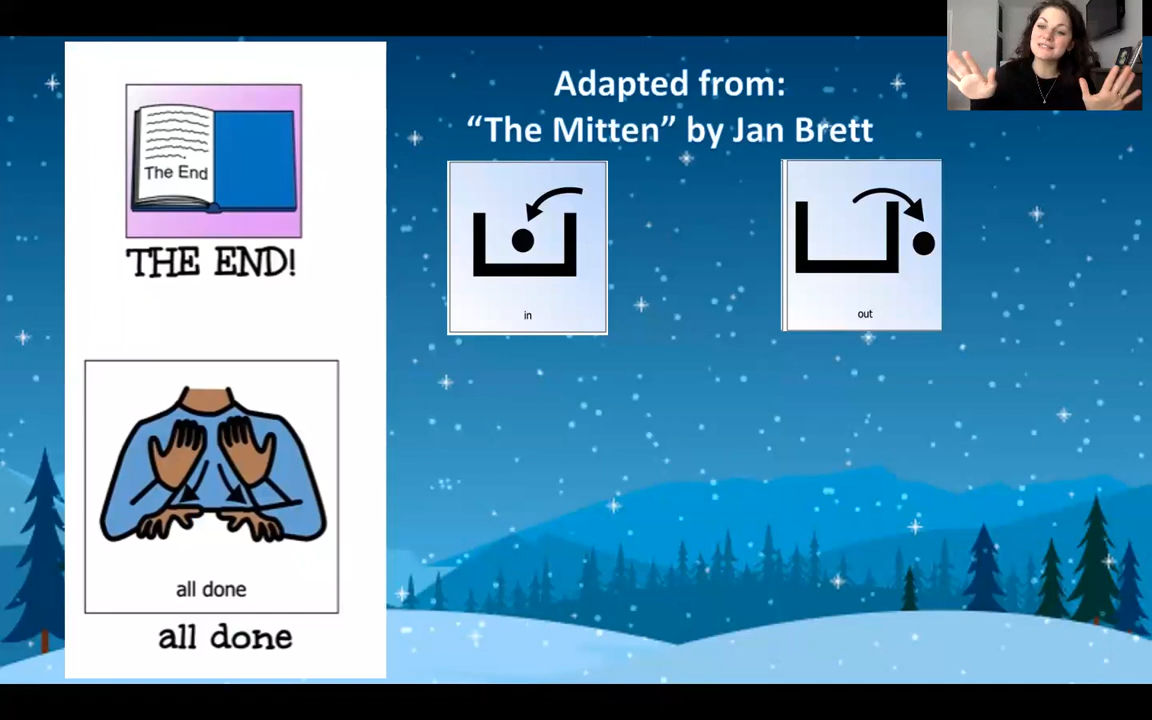 The End
THE END!
all done
all done
Adapted from:
“The Mitten” by Jan Brett
in
out